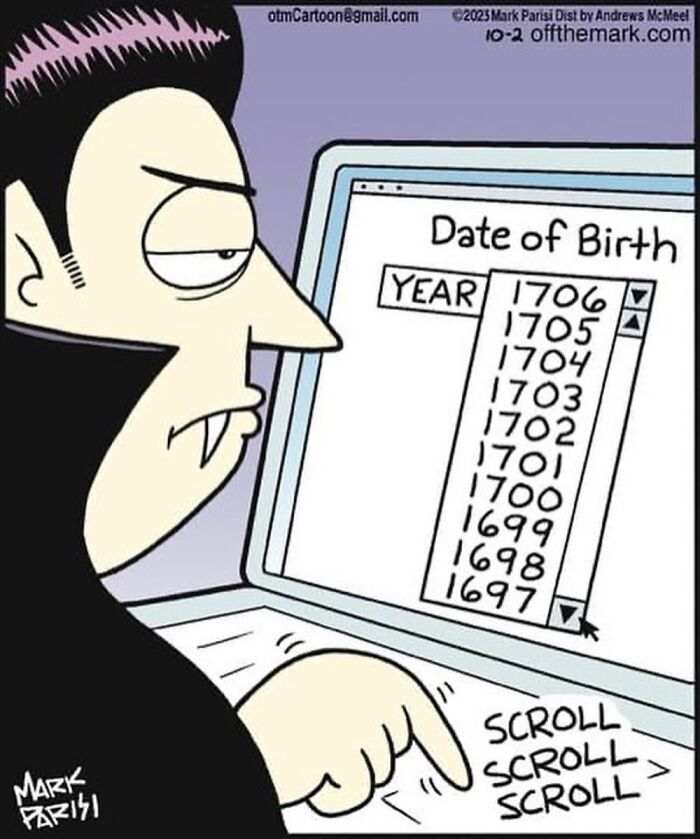 otmCartoon@gmail.com
©2023 Mark Parisi Dist by Andrews McMeel
10-2 offthemark.com
Date of Birth
YEAR
1706
1705
1704
1703
1702
1701
1700
1699
1698
1697
SCROLL
SCROLL
SCROLL
MARK
PARISI